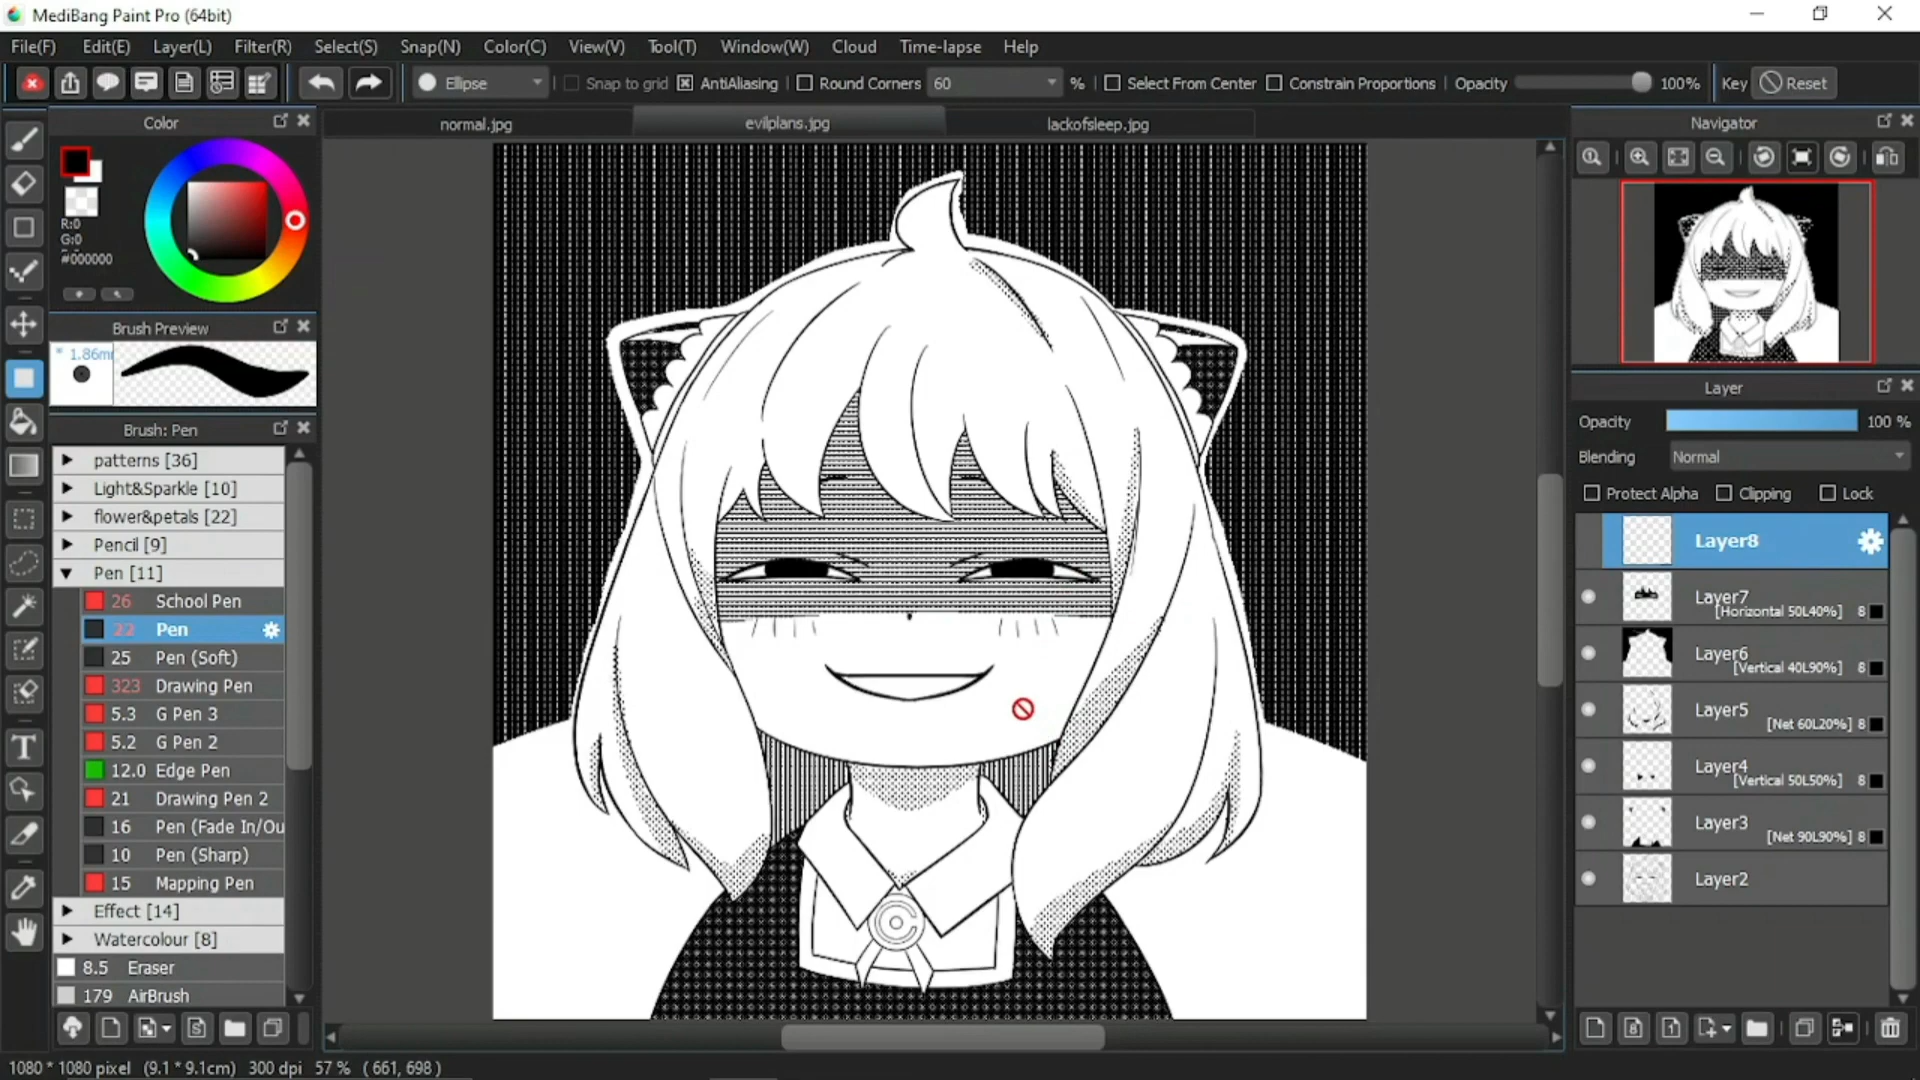 MediBang Paint Pro (64bit)
File(F) Edit(E) Layer(L) Filter(R) Select(S) Snap(N) Color(C) View(V) Tool(T) Window(W) Cloud Time-lapse Help
Ellipse Snap to grid AntiAliasing Round Corners 60 % Select From Center Constrain Proportions Opacity 100% Key Reset
Color
normal.jpg evilplans.jpg lackofsleep.jpg
Navigator
R:0
G:0
#000000
Brush Preview
* 1.86m
Brush: Pen
patterns [36]
Light&Sparkle [10]
flower&petals [22]
Pencil [9]
Pen [11]
26 School Pen
22 Pen
25 Pen (Soft)
323 Drawing Pen
5.3 G Pen 3
5.2 G Pen 2
12.0 Edge Pen
21 Drawing Pen 2
16 Pen (Fade In/Ou
10 Pen (Sharp)
15 Mapping Pen
Effect [14]
Watercolour [8]
8.5 Eraser
179 AirBrush
Layer
Opacity 100 %
Blending Normal
Protect Alpha Clipping Lock
Layer8
Layer7
[Horizontal 50L40%] 8
Layer6
[Vertical 40L90%] 8
Layer5
[Net 60L20%] 8
Layer4
[Vertical 50L50%] 8
Layer3
[Net 90L90%] 8
Layer2
1080 * 1080 pixel (9.1 * 9.1cm) 300 dpi 57 % ( 661, 698 )